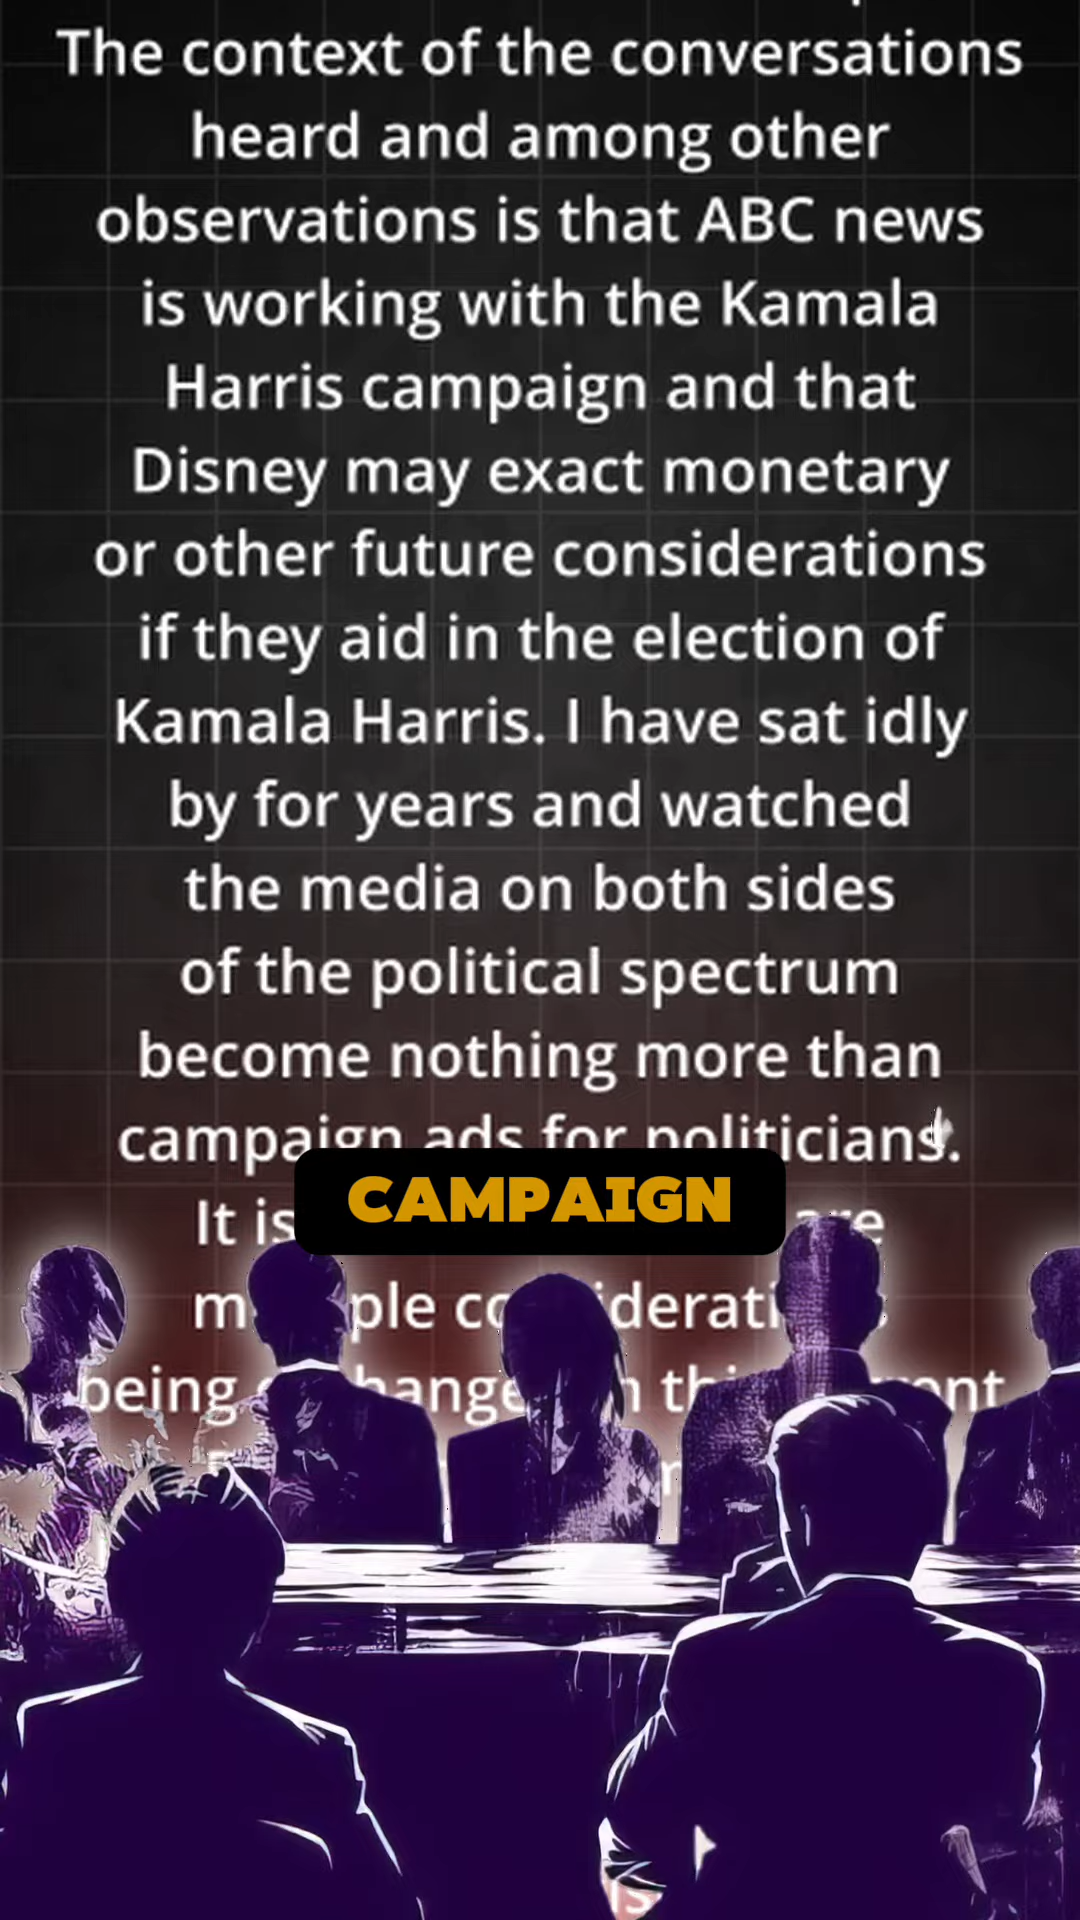 The context of the conversations
heard and among other
observations is that ABC news
is working with the Kamala
Harris campaign and that
Disney may exact monetary
or other future considerations
if they aid in the election of
Kamala Harris. I have sat idly
by for years and watched
the media on both sides
of the political spectrum
become nothing more than
campaign ads for politicians.
CAMPAIGN
It is are
being